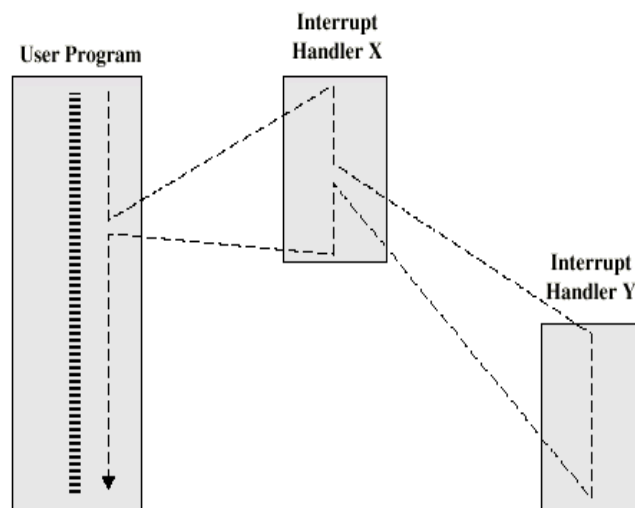 User Program
Interrupt
Handler X
Interrupt
Handler Y